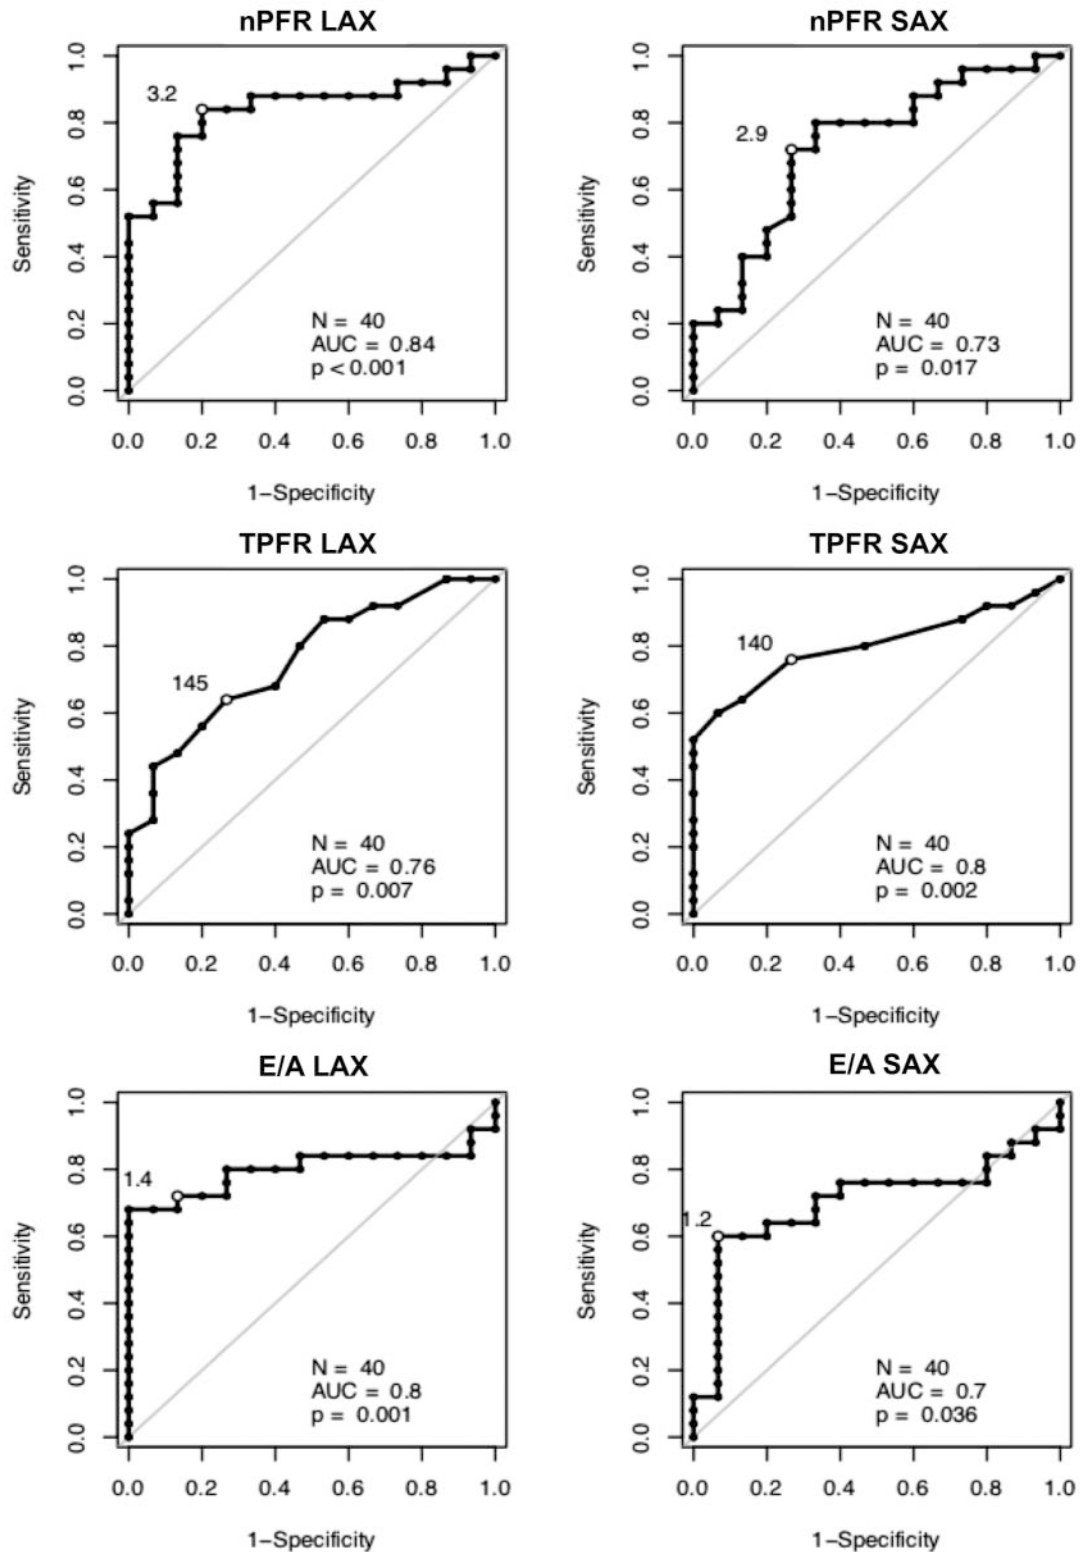 nPFR LAX
1.0
0.8
0.6
0.4
0.2
0.0
Sensitivity
3.2
N = 40
AUC = 0.84
p < 0.001
0.0 0.2 0.4 0.6 0.8 1.0
1−Specificity
nPFR SAX
1.0
0.8
0.6
0.4
0.2
0.0
Sensitivity
2.9
N = 40
AUC = 0.73
p = 0.017
0.0 0.2 0.4 0.6 0.8 1.0
1−Specificity
TPFR LAX
1.0
0.8
0.6
0.4
0.2
0.0
Sensitivity
145
N = 40
AUC = 0.76
p = 0.007
0.0 0.2 0.4 0.6 0.8 1.0
1−Specificity
TPFR SAX
1.0
0.8
0.6
0.4
0.2
0.0
Sensitivity
140
N = 40
AUC = 0.8
p = 0.002
0.0 0.2 0.4 0.6 0.8 1.0
1−Specificity
E/A LAX
1.0
0.8
0.6
0.4
0.2
0.0
Sensitivity
1.4
N = 40
AUC = 0.8
p = 0.001
0.0 0.2 0.4 0.6 0.8 1.0
1−Specificity
E/A SAX
1.0
0.8
0.6
0.4
0.2
0.0
Sensitivity
1.2
N = 40
AUC = 0.7
p = 0.036
0.0 0.2 0.4 0.6 0.8 1.0
1−Specificity